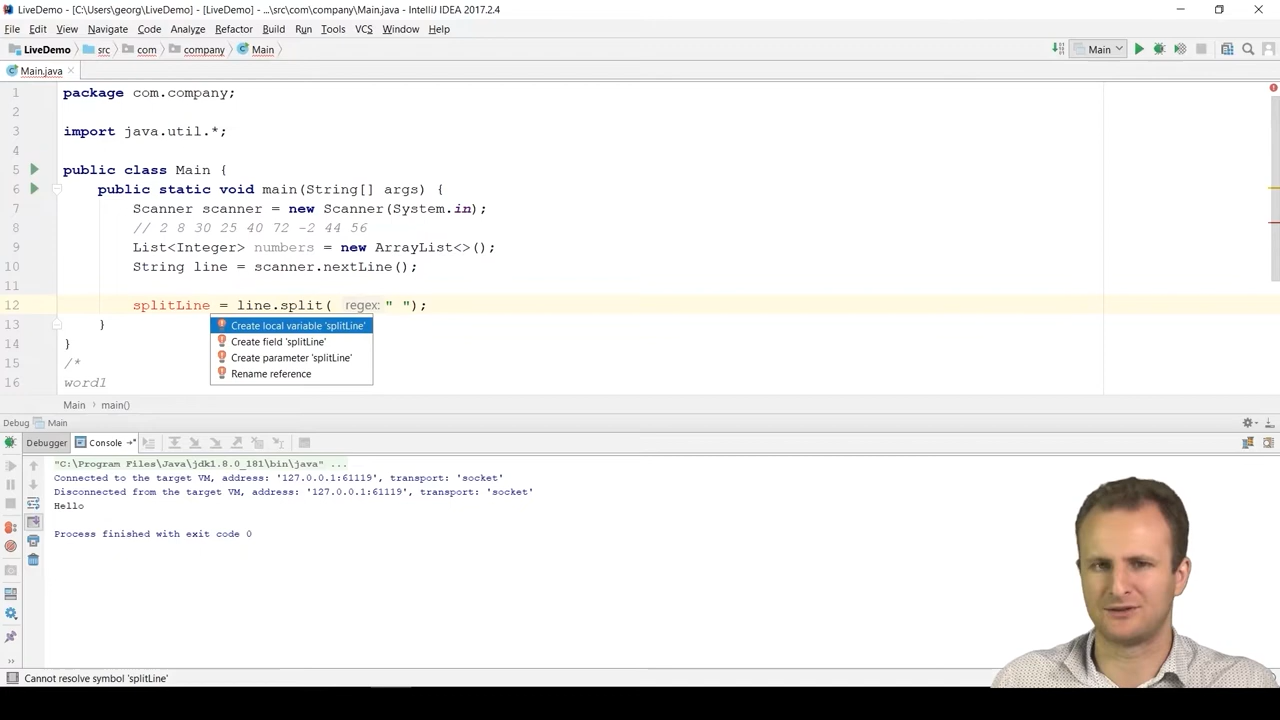 LiveDemo - [C:\Users\georg\LiveDemo] - [LiveDemo] - ...\src\com\company\Main.java - IntelliJ IDEA 2017.2.4
File Edit View Navigate Code Analyze Refactor Build Run Tools VCS Window Help
LiveDemo src com company Main Main
Main.java
1 package com.company;
2
3 import java.util.*;
4
5 public class Main {
6 public static void main(String[] args) {
7 Scanner scanner = new Scanner(System.in);
8 // 2 8 30 25 40 72 -2 44 56
9 List<Integer> numbers = new ArrayList<>();
10 String line = scanner.nextLine();
11
12 splitLine = line.split( regex: " ");
13 }
Create local variable 'splitLine'
Create field 'splitLine'
14 }
Create parameter 'splitLine'
15 /*
Rename reference
16 word1
Main main()
Debug Main
Debugger Console
"C:\Program Files\Java\jdk1.8.0_181\bin\java" ...
Connected to the target VM, address: '127.0.0.1:61119', transport: 'socket'
Disconnected from the target VM, address: '127.0.0.1:61119', transport: 'socket'
Hello
Process finished with exit code 0
Cannot resolve symbol 'splitLine'